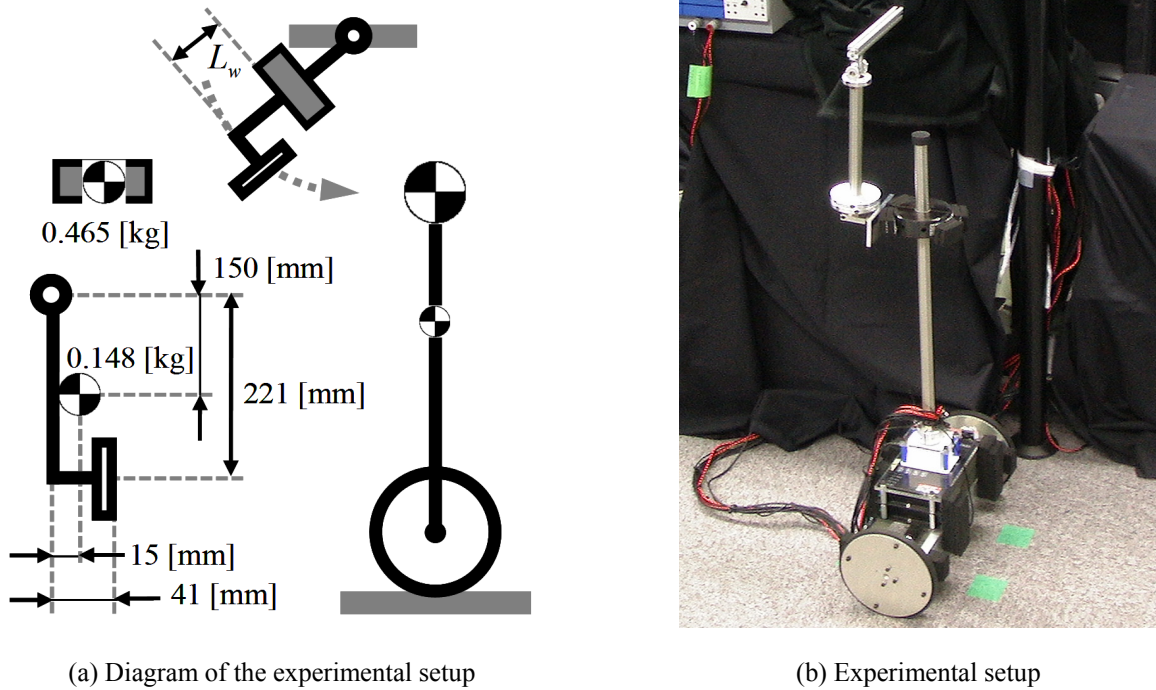 L_w
0.465 [kg]
150 [mm]
0.148 [kg]
221 [mm]
15 [mm]
41 [mm]
(a) Diagram of the experimental setup
(b) Experimental setup